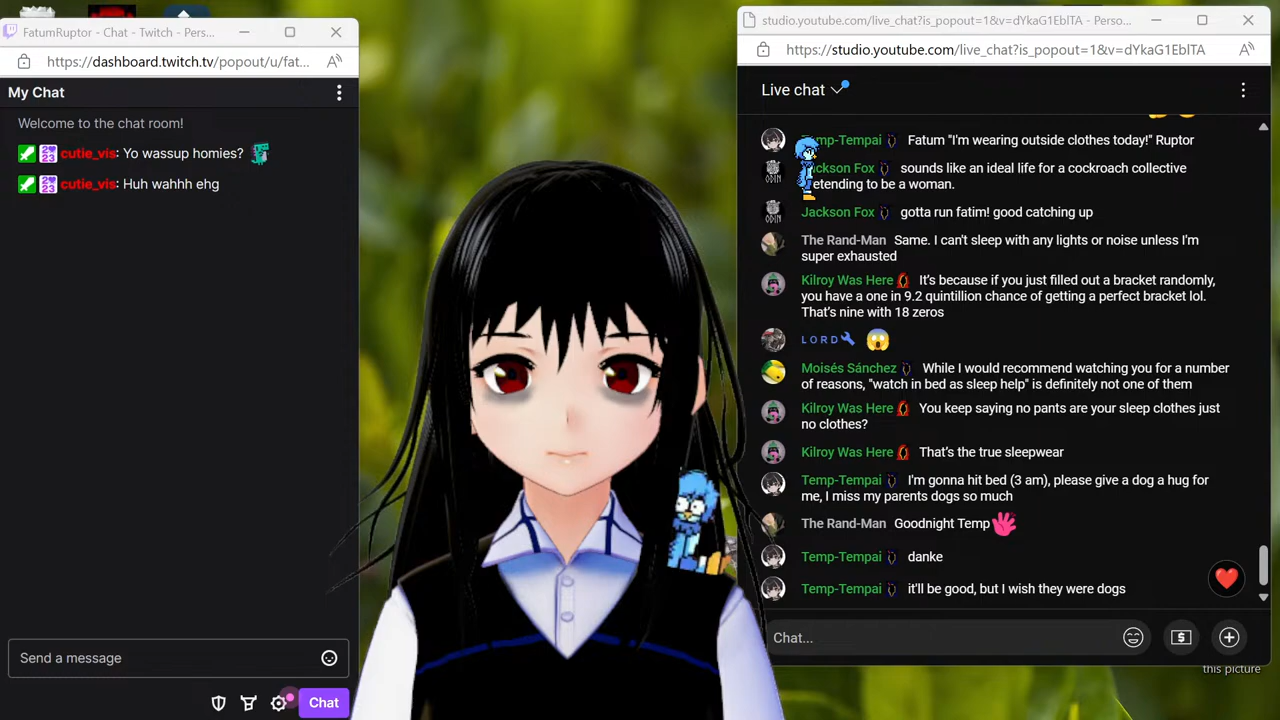 FatumRuptor - Chat - Twitch - Pers...
https://dashboard.twitch.tv/popout/u/fat...
My Chat
Welcome to the chat room!
cutie_vis: Yo wassup homies?
cutie_vis: Huh wahhh ehg
Send a message
Chat
studio.youtube.com/live_chat?is_popout=1&v=dYkaG1EblTA - Perso...
https://studio.youtube.com/live_chat?is_popout=1&v=dYkaG1EblTA
Live chat
Temp-Tempai Fatum "I'm wearing outside clothes today!" Ruptor
Jackson Fox sounds like an ideal life for a cockroach collective
pretending to be a woman.
Jackson Fox gotta run fatim! good catching up
The Rand-Man Same. I can't sleep with any lights or noise unless I'm
super exhausted
Kilroy Was Here It's because if you just filled out a bracket randomly,
you have a one in 9.2 quintillion chance of getting a perfect bracket lol.
That's nine with 18 zeros
L O R D
Moisés Sánchez While I would recommend watching you for a number
of reasons, "watch in bed as sleep help" is definitely not one of them
Kilroy Was Here You keep saying no pants are your sleep clothes just
no clothes?
Kilroy Was Here That's the true sleepwear
Temp-Tempai I'm gonna hit bed (3 am), please give a dog a hug for
me, I miss my parents dogs so much
The Rand-Man Goodnight Temp
Temp-Tempai danke
Temp-Tempai it'll be good, but I wish they were dogs
Chat...
this picture